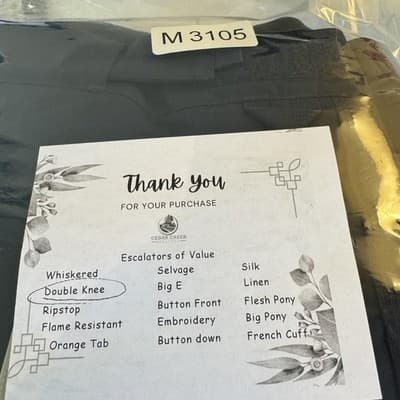 M 3105
Thank You
FOR YOUR PURCHASE
CEDAR CREEK
Escalators of Value
Whiskered
Double Knee
Ripstop
Flame Resistant
Orange Tab
Selvage
Big E
Button Front
Embroidery
Button down
Silk
Linen
Flesh Pony
Big Pony
French Cuff